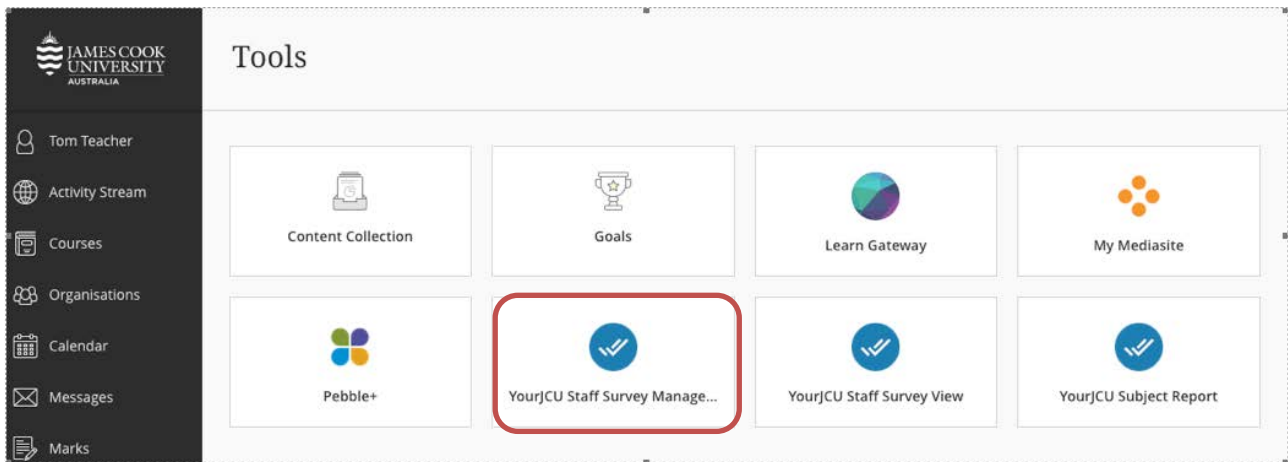 JAMES COOK
UNIVERSITY
AUSTRALIA
Tools
Tom Teacher
Activity Stream
Courses
Organisations
Calendar
Messages
Marks
Content Collection
Goals
Learn Gateway
My Mediasite
Pebble+
YourJCU Staff Survey Manage...
YourJCU Staff Survey View
YourJCU Subject Report